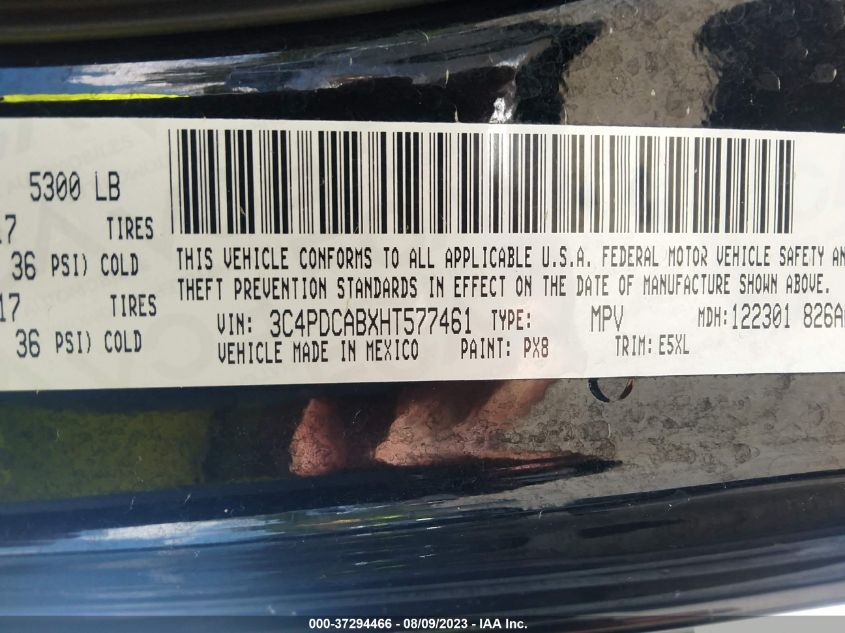 5300 LB
17 TIRES
36 PSI) COLD
17 TIRES
36 PSI) COLD
THIS VEHICLE CONFORMS TO ALL APPLICABLE U.S.A. FEDERAL MOTOR VEHICLE SAFETY AN
THEFT PREVENTION STANDARDS IN EFFECT ON THE DATE OF MANUFACTURE SHOWN ABOVE.
VIN: 3C4PDCABXHT577461 TYPE: MPV MDH:122301 826A
VEHICLE MADE IN MEXICO PAINT: PX8 TRIM: E5XL
000-37294466 - 08/09/2023 - IAA Inc.